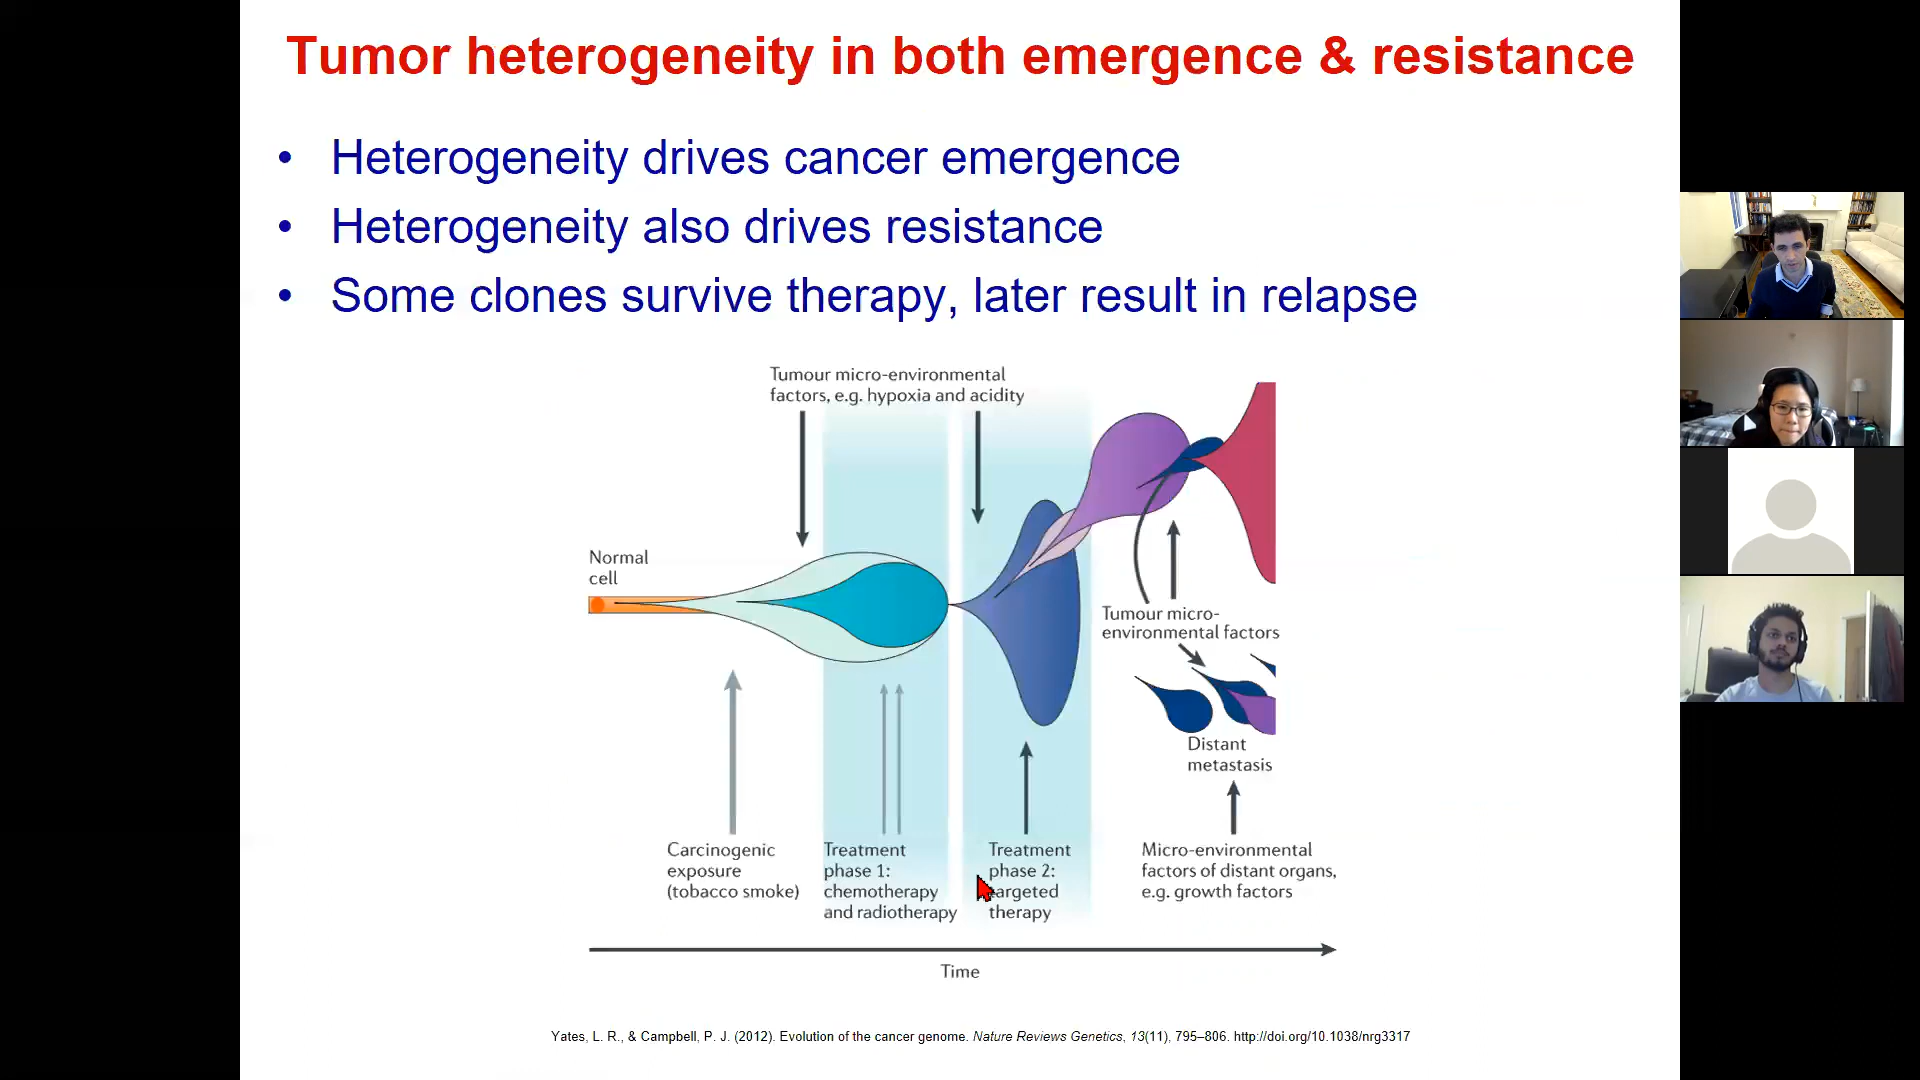 Tumor heterogeneity in both emergence & resistance
• Heterogeneity drives cancer emergence
• Heterogeneity also drives resistance
• Some clones survive therapy, later result in relapse
Tumour micro-environmental
factors, e.g. hypoxia and acidity
Normal
cell
Tumour micro-
environmental factors
Distant
metastasis
Carcinogenic
exposure
(tobacco smoke)
Treatment
phase 1:
chemotherapy
and radiotherapy
Treatment
phase 2:
targeted
therapy
Micro-environmental
factors of distant organs,
e.g. growth factors
Time
Yates, L. R., & Campbell, P. J. (2012). Evolution of the cancer genome. Nature Reviews Genetics, 13(11), 795–806. http://doi.org/10.1038/nrg3317